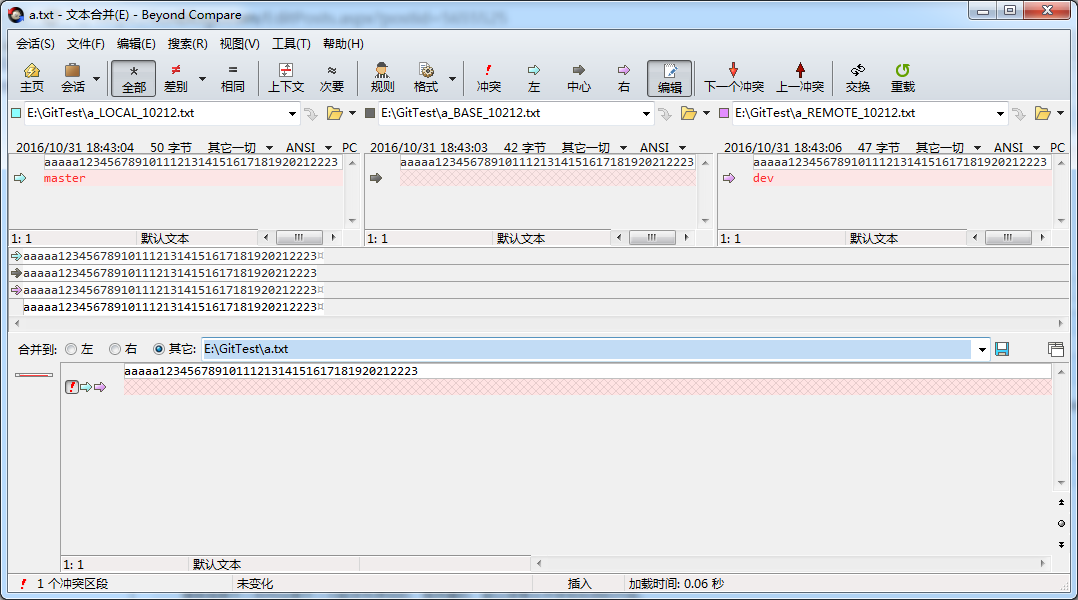 a.txt - 文本合并(E) - Beyond Compare
会话(S) 文件(F) 编辑(E) 搜索(R) 视图(V) 工具(T) 帮助(H)
主页 会话 全部 差别 相同 上下文 次要 规则 格式 冲突 左 中心 右 编辑 下一个冲突 上一冲突 交换 重载
E:\GitTest\a_LOCAL_10212.txt E:\GitTest\a_BASE_10212.txt E:\GitTest\a_REMOTE_10212.txt
2016/10/31 18:43:04 50 字节 其它一切 ANSI PC 2016/10/31 18:43:03 42 字节 其它一切 ANSI 2016/10/31 18:43:06 47 字节 其它一切 ANSI PC
aaaaa1234567891011121314151617181920212223 aaaaa1234567891011121314151617181920212223 aaaaa1234567891011121314151617181920212223
master dev
1: 1 默认文本 1: 1 默认文本 1: 1 默认文本
aaaaa1234567891011121314151617181920212223¤
aaaaa1234567891011121314151617181920212223
aaaaa1234567891011121314151617181920212223¤
aaaaa1234567891011121314151617181920212223¤
合并到: 左 右 其它: E:\GitTest\a.txt
aaaaa1234567891011121314151617181920212223
1: 1 默认文本
1 个冲突区段 未变化 插入 加载时间: 0.06 秒